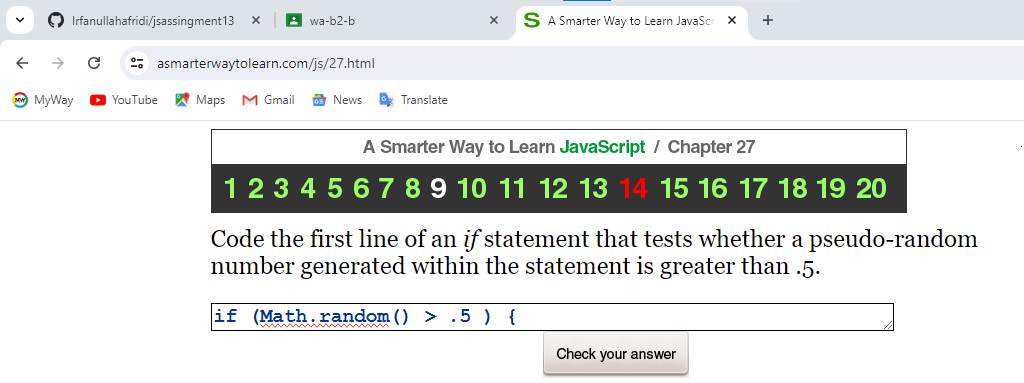 Irfanullahafridi/jsassingment13
wa-b2-b
A Smarter Way to Learn JavaScr
asmarterwaytolearn.com/js/27.html
MyWay YouTube Maps Gmail News Translate
A Smarter Way to Learn JavaScript / Chapter 27
1 2 3 4 5 6 7 8 9 10 11 12 13 14 15 16 17 18 19 20
Code the first line of an if statement that tests whether a pseudo-random
number generated within the statement is greater than .5.
if (Math.random() > .5 ) {
Check your answer